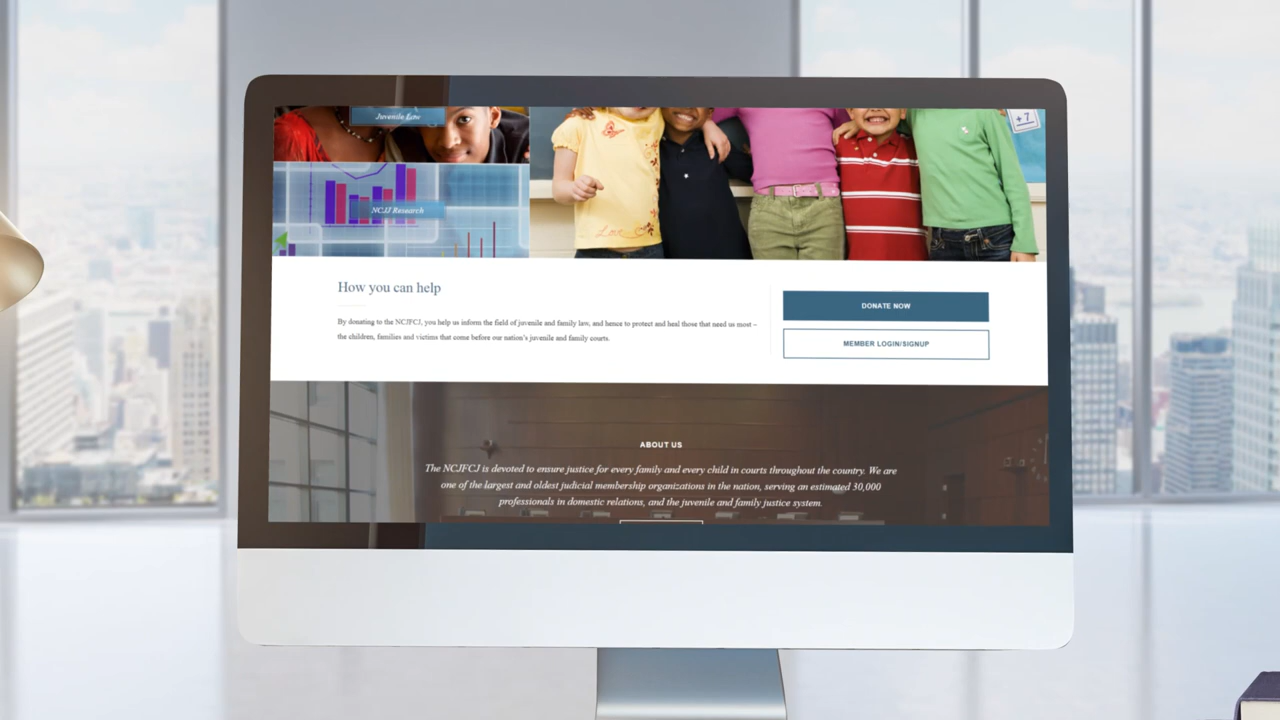 Juvenile Law
+7
NCJJ Research
How you can help
By donating to the NCJFCJ, you help us inform the field of juvenile and family law, and hence to protect and heal those that need us most –
the children, families and victims that come before our nation's juvenile and family courts.
DONATE NOW
MEMBER LOGIN/SIGNUP
ABOUT US
The NCJFCJ is devoted to ensure justice for every family and every child in courts throughout the country. We are
one of the largest and oldest judicial membership organizations in the nation, serving an estimated 30,000
professionals in domestic relations, and the juvenile and family justice system.